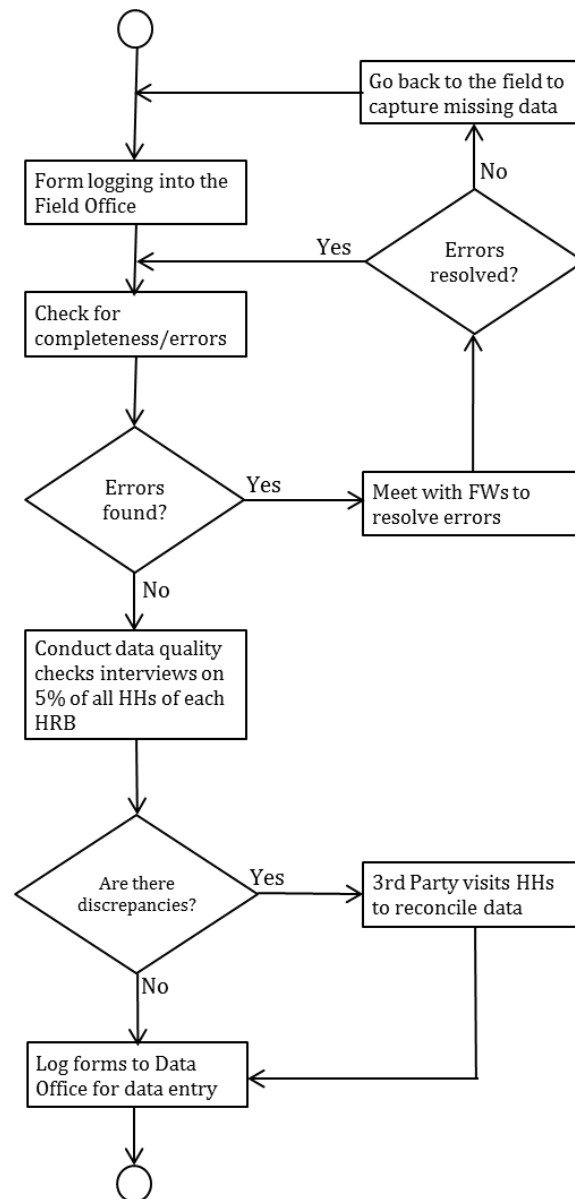 Go back to the field to
capture missing data
No
Form logging into the
Field Office
Yes
Errors
resolved?
Check for
completeness/errors
Errors
found?
Yes
Meet with FWs to
resolve errors
No
Conduct data quality
checks interviews on
5% of all HHs of each
HRB
Are there
discrepancies?
Yes
3rd Party visits HHs
to reconcile data
No
Log forms to Data
Office for data entry